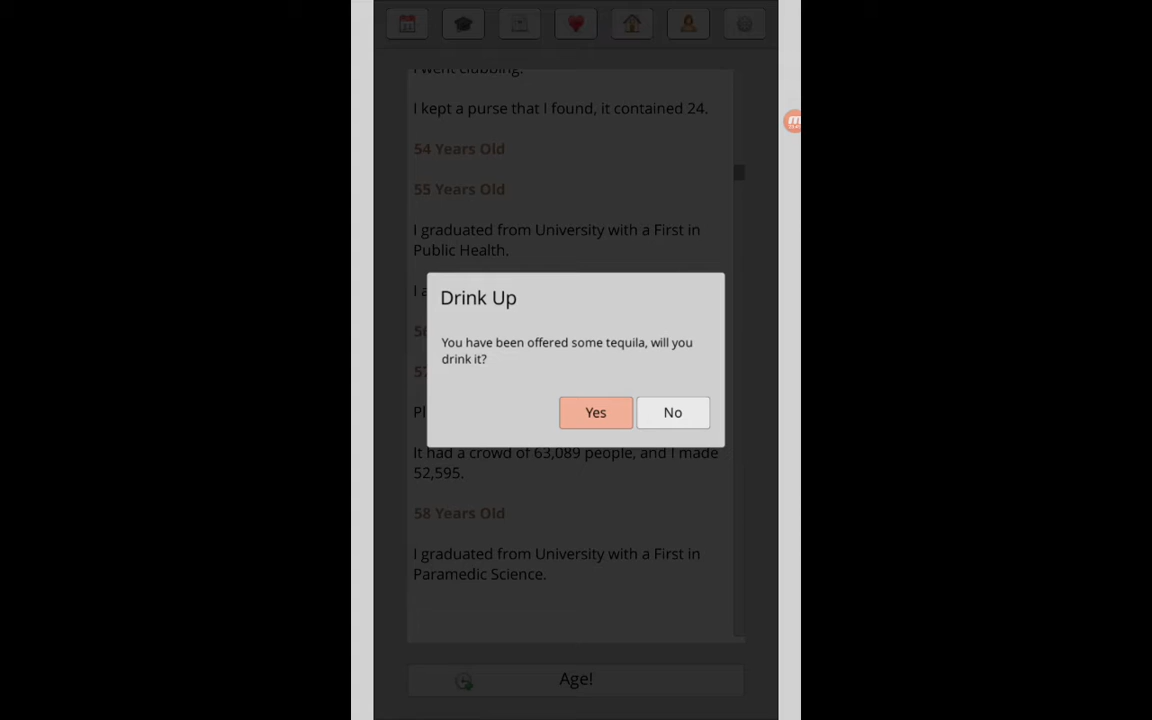 I went clubbing.
I kept a purse that I found, it contained 24.
54 Years Old
55 Years Old
I graduated from University with a First in
Public Health.
I a
Drink Up
You have been offered some tequila, will you
drink it?
Yes No
It had a crowd of 63,089 people, and I made
52,595.
58 Years Old
I graduated from University with a First in
Paramedic Science.
Age!